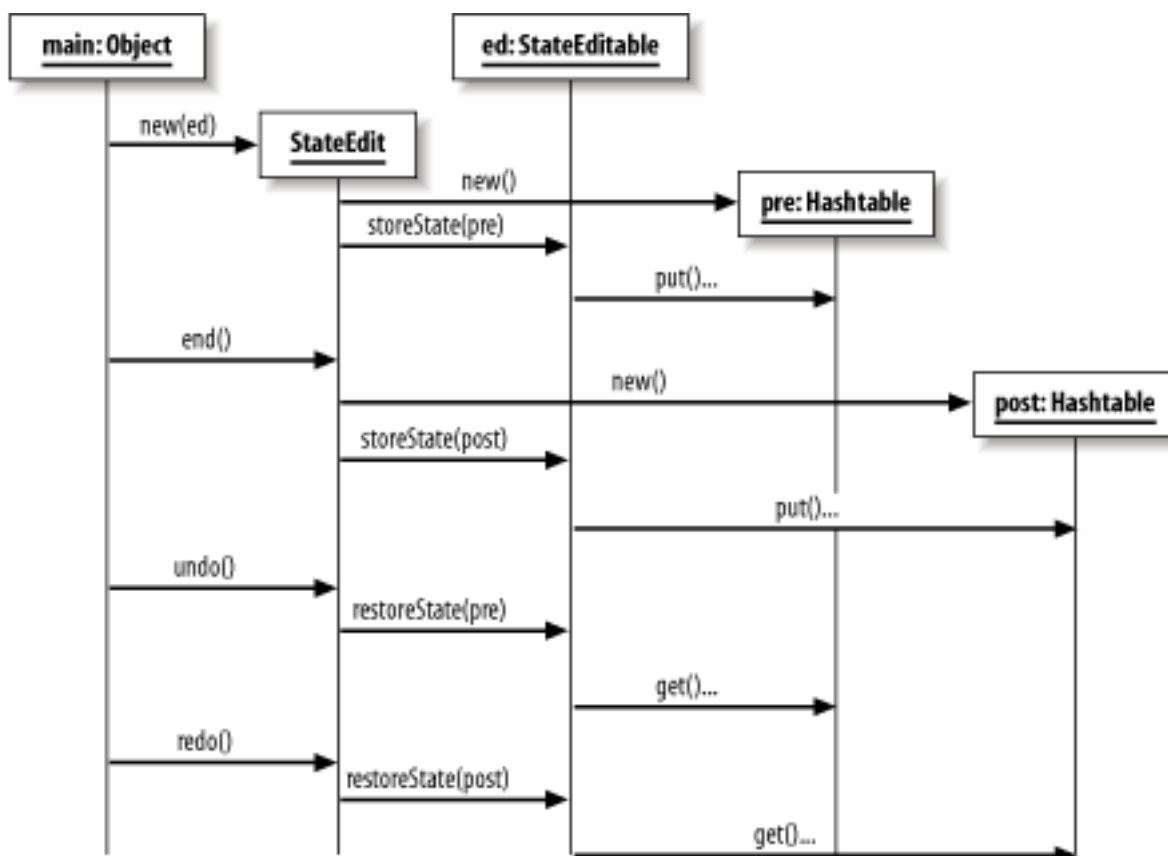 main: Object
ed: StateEditable
new(ed)
StateEdit
new()
pre: Hashtable
storeState(pre)
put()...
end()
new()
post: Hashtable
storeState(post)
put()...
undo()
restoreState(pre)
get()...
redo()
restoreState(post)
get()...